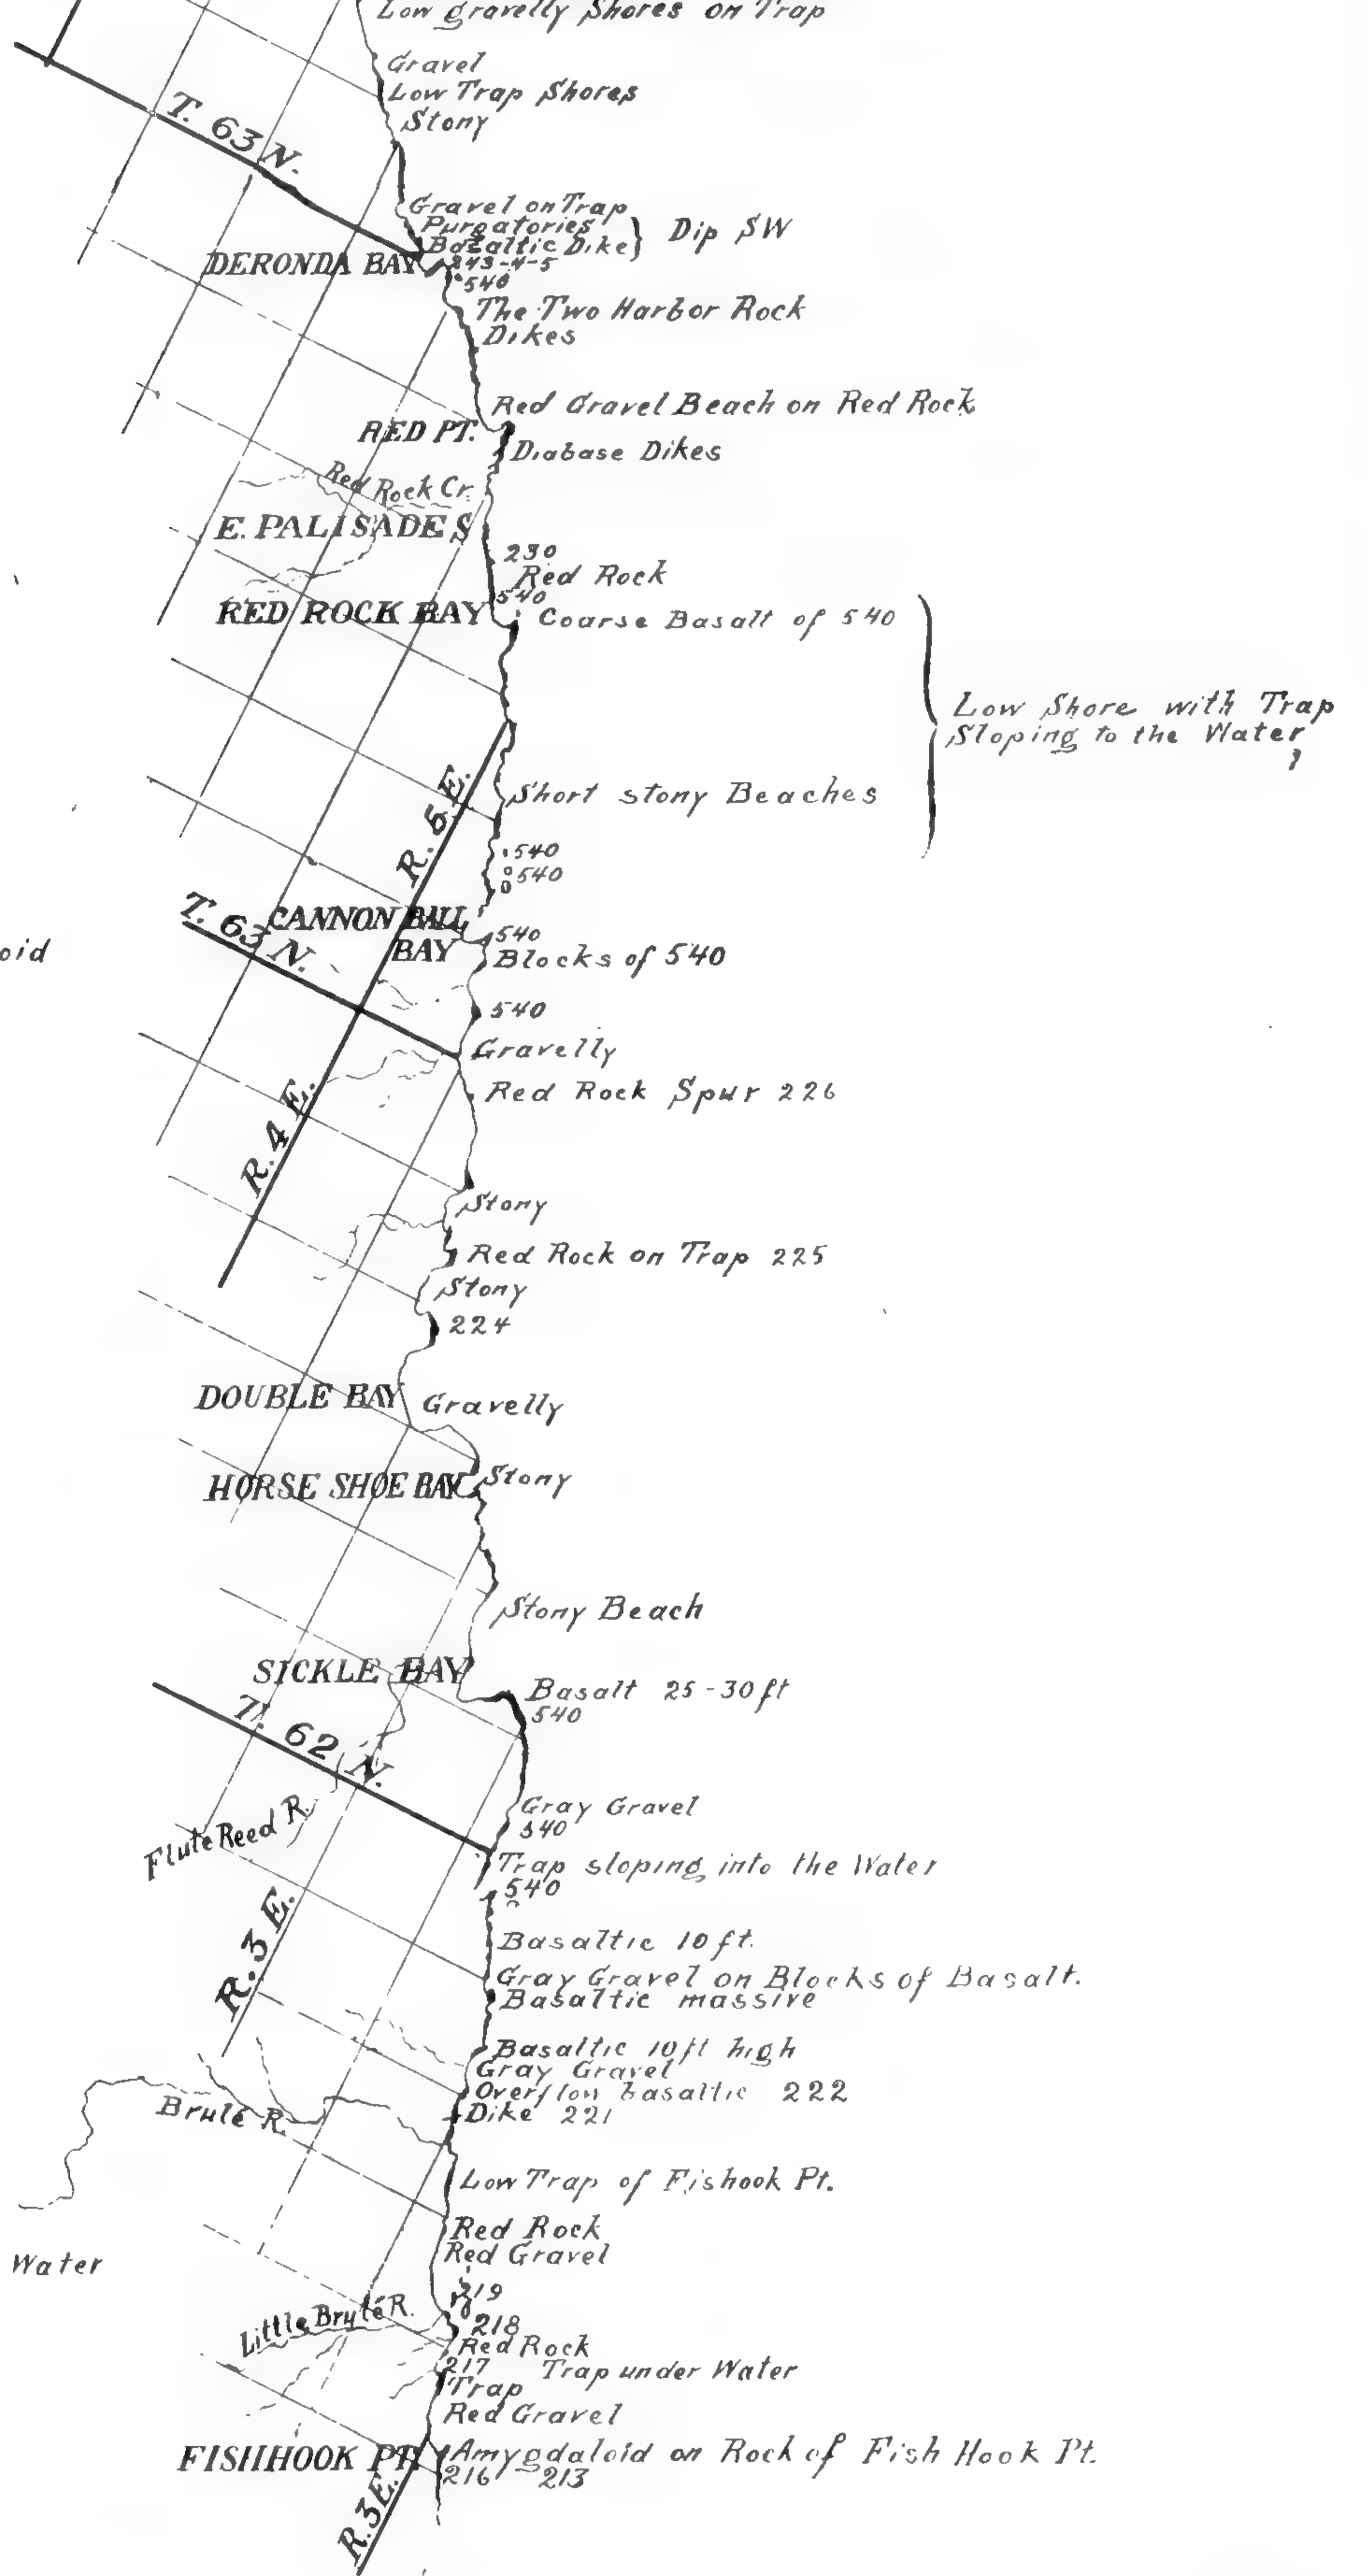 Low gravelly Shores on Trap
Gravel
Low Trap Shores
Stony
T. 63 N.
Gravel on Trap
Purgatories
Basaltic Dike
Dip SW
DERONDA BAY
243-4-5
540
The Two Harbor Rock
Dikes
Red Gravel Beach on Red Rock
RED PT.
Diabase Dikes
Red Rock Cr.
E. PALISADES
230
Red Rock
540
RED ROCK BAY
Coarse Basalt of 540
Low Shore with Trap
Sloping to the Water
R. 5 E.
Short stony Beaches
540
540
T. 63 N.
CANNON BALL
BAY
540
oid
Blocks of 540
540
Gravelly
Red Rock Spur 226
R. 4 E.
Stony
Red Rock on Trap 225
Stony
224
DOUBLE BAY
Gravelly
HORSE SHOE BAY
Stony
Stony Beach
SICKLE BAY
Basalt 25-30 ft
540
T. 62 N.
Flute Reed R.
Gray Gravel
540
Trap sloping into the Water
540
R. 3 E.
Basaltic 10 ft.
Gray Gravel on Blocks of Basalt.
Basaltic massive
Basaltic 10 ft high
Gray Gravel
Overflow basaltic 222
Brulé R.
Dike 221
Low Trap of Fishook Pt.
Red Rock
Red Gravel
Water
219
Little Brulé R.
218
Red Rock
217 Trap under Water
Trap
Red Gravel
FISHHOOK PT.
Amygdaloid on Rock of Fish Hook Pt.
216 - 213
R. 3 E.